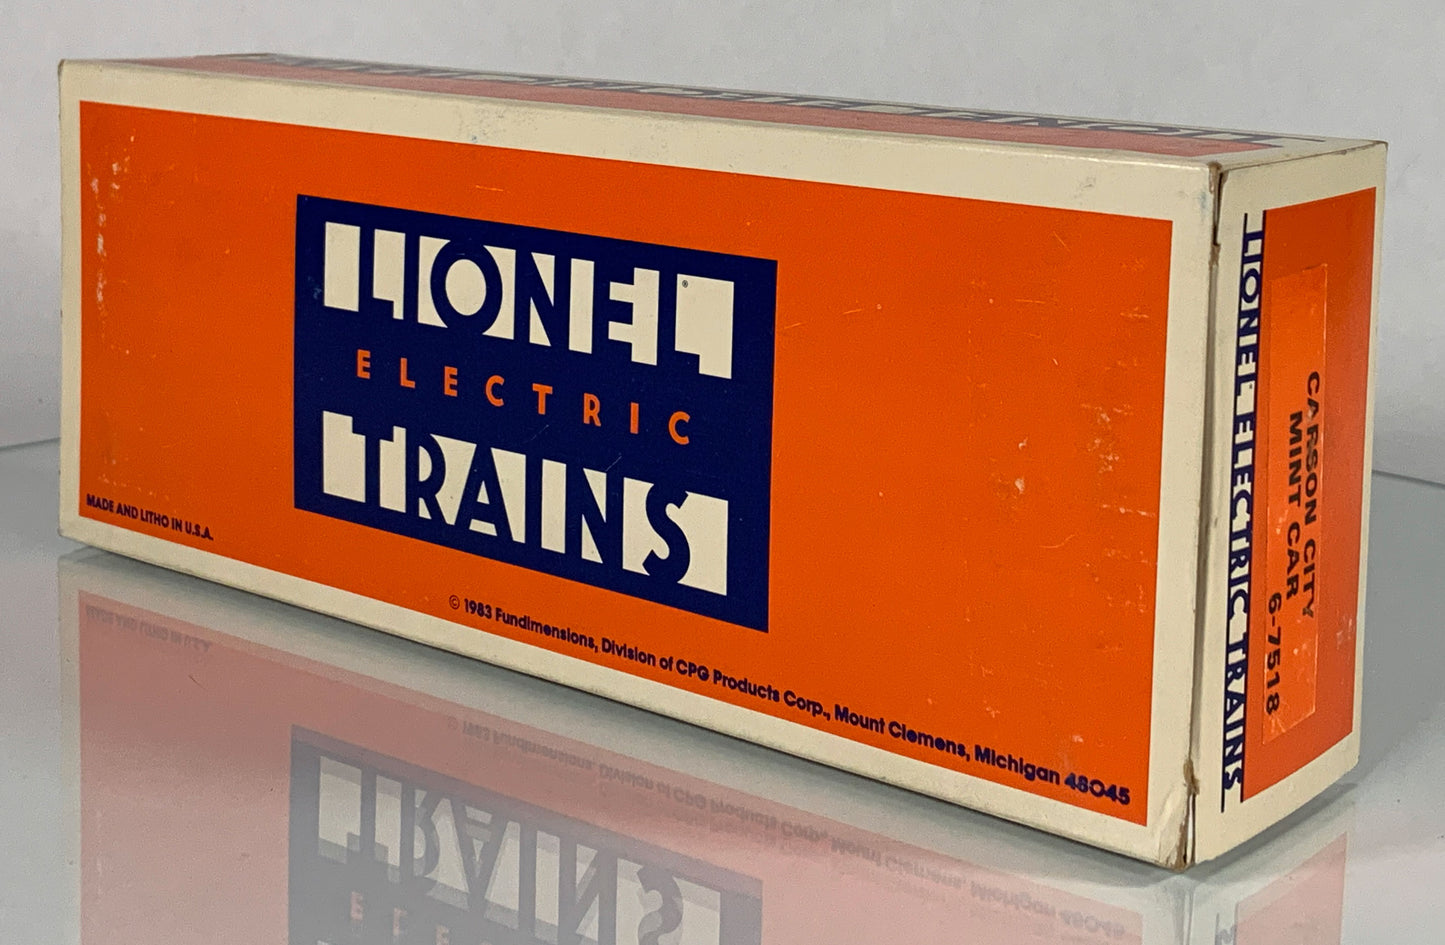 LIONEL®
ELECTRIC
TRAINS
MADE AND LITHO IN U.S.A.
© 1983 Fundimensions, Division of CPG Products Corp., Mount Clemens, Michigan 48045
LIONEL ELECTRIC TRAINS
CARSON CITY
MINT CAR
6-7518